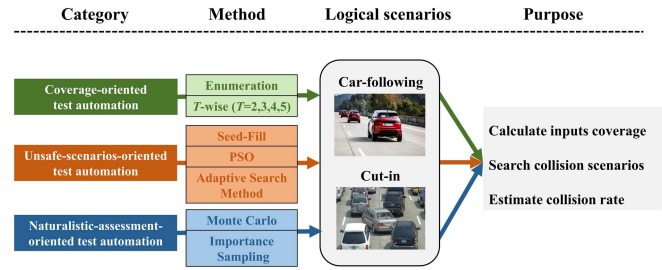 Category
Method
Logical scenarios
Purpose
Coverage-oriented
test automation
Enumeration
T-wise (T=2,3,4,5)
Unsafe-scenarios-oriented
test automation
Seed-Fill
PSO
Adaptive Search
Method
Naturalistic-assessment-
oriented test automation
Monte Carlo
Importance
Sampling
Car-following
Cut-in
Calculate inputs coverage
Search collision scenarios
Estimate collision rate